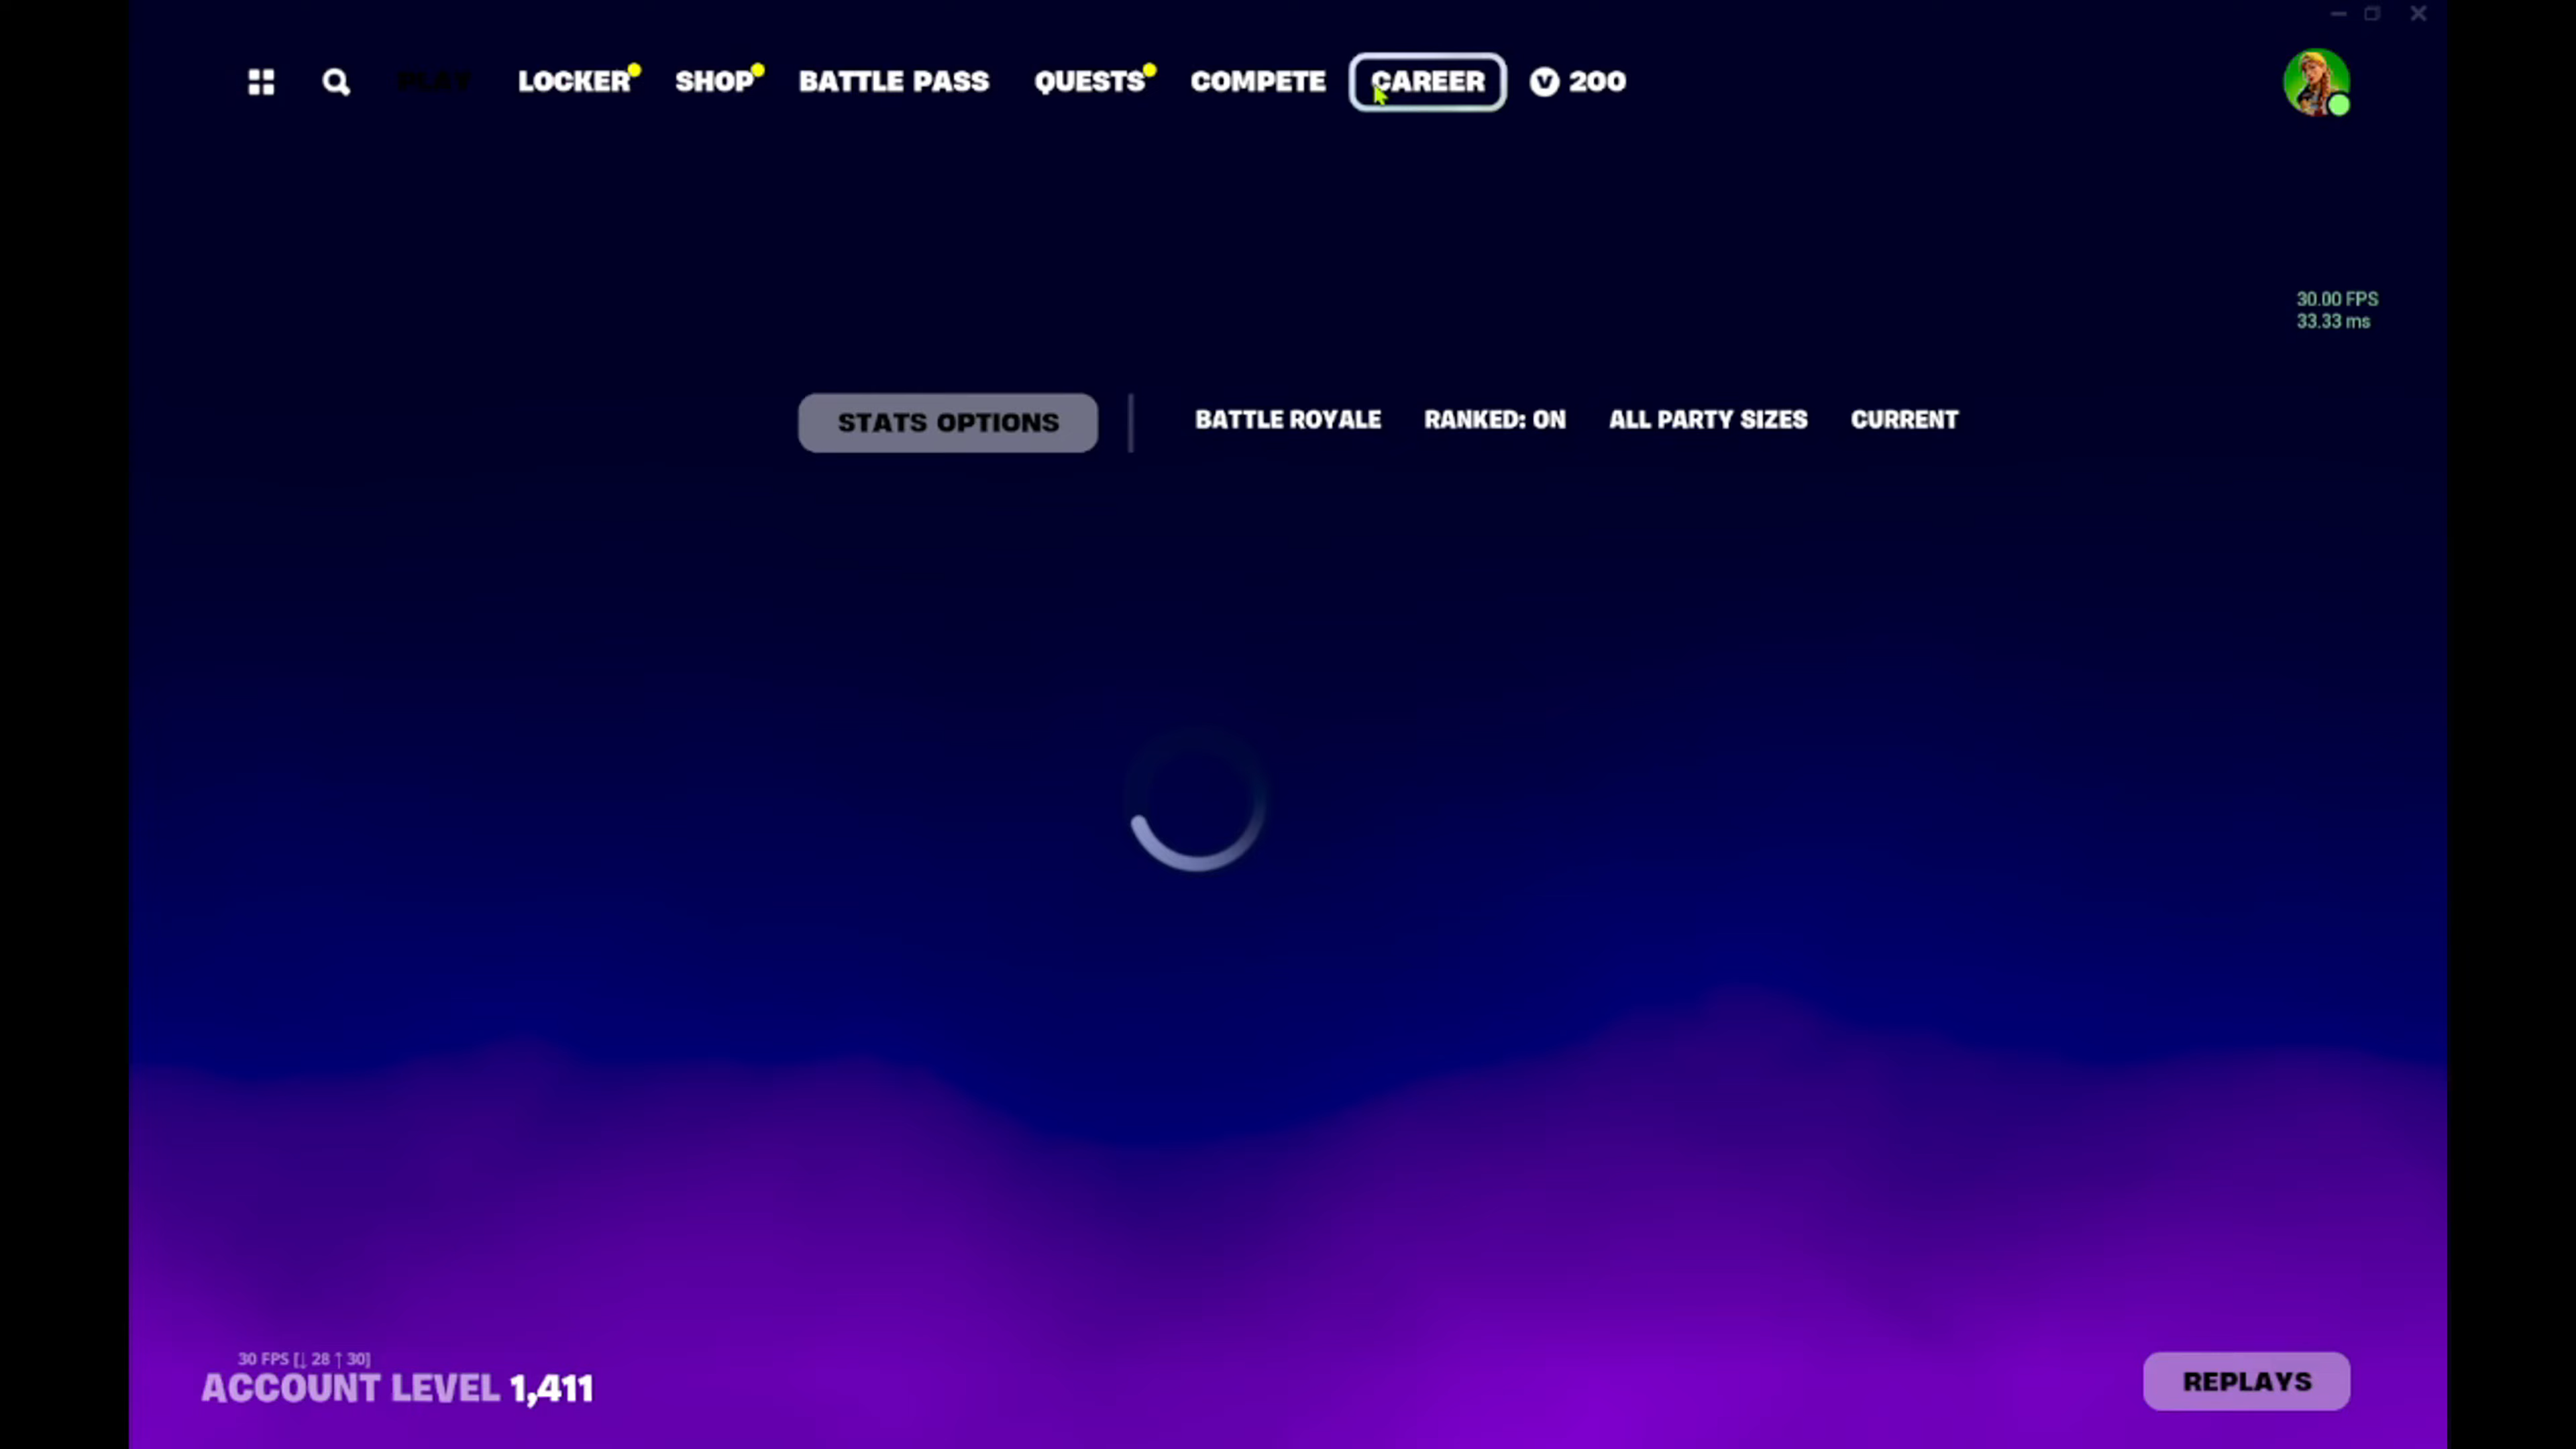 PLAY LOCKER SHOP BATTLE PASS QUESTS COMPETE CAREER V 200
30.00 FPS
33.33 ms
STATS OPTIONS BATTLE ROYALE RANKED: ON ALL PARTY SIZES CURRENT
30 FPS [↓ 28 ↑ 30]
ACCOUNT LEVEL 1,411
REPLAYS